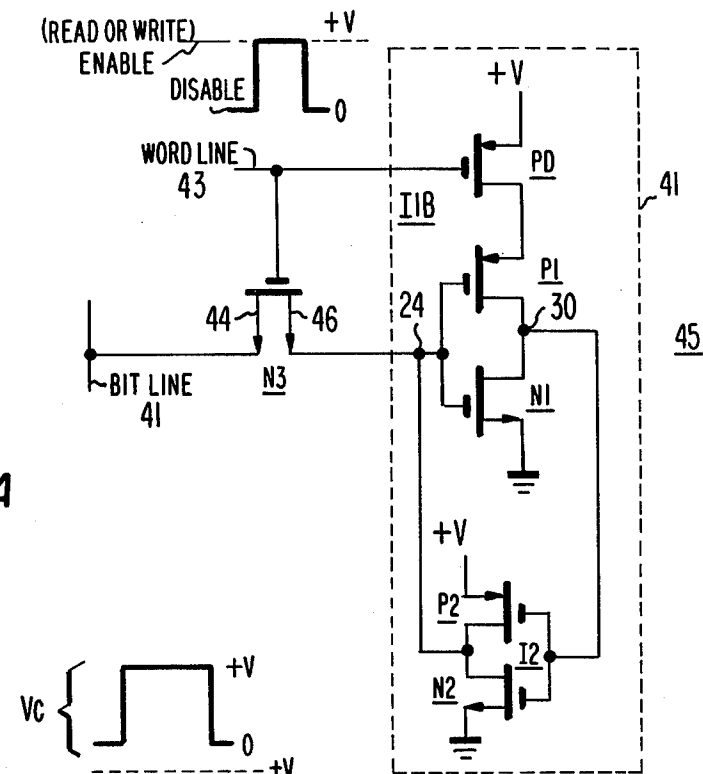 (READ OR WRITE)
ENABLE
+V
DISABLE
0
WORD LINE
43
+V
PD
I1B
41
P1
44
46
24
30
N3
45
BIT LINE
41
N1
A
+V
P2
I2
N2
Vc
+V
0
+V